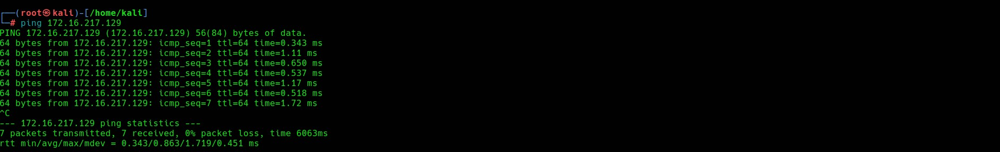 ┌──(root㉿kali)-[/home/kali]
└─# ping 172.16.217.129
PING 172.16.217.129 (172.16.217.129) 56(84) bytes of data.
64 bytes from 172.16.217.129: icmp_seq=1 ttl=64 time=0.343 ms
64 bytes from 172.16.217.129: icmp_seq=2 ttl=64 time=1.11 ms
64 bytes from 172.16.217.129: icmp_seq=3 ttl=64 time=0.650 ms
64 bytes from 172.16.217.129: icmp_seq=4 ttl=64 time=0.537 ms
64 bytes from 172.16.217.129: icmp_seq=5 ttl=64 time=1.17 ms
64 bytes from 172.16.217.129: icmp_seq=6 ttl=64 time=0.518 ms
64 bytes from 172.16.217.129: icmp_seq=7 ttl=64 time=1.72 ms
^C
--- 172.16.217.129 ping statistics ---
7 packets transmitted, 7 received, 0% packet loss, time 6063ms
rtt min/avg/max/mdev = 0.343/0.863/1.719/0.451 ms